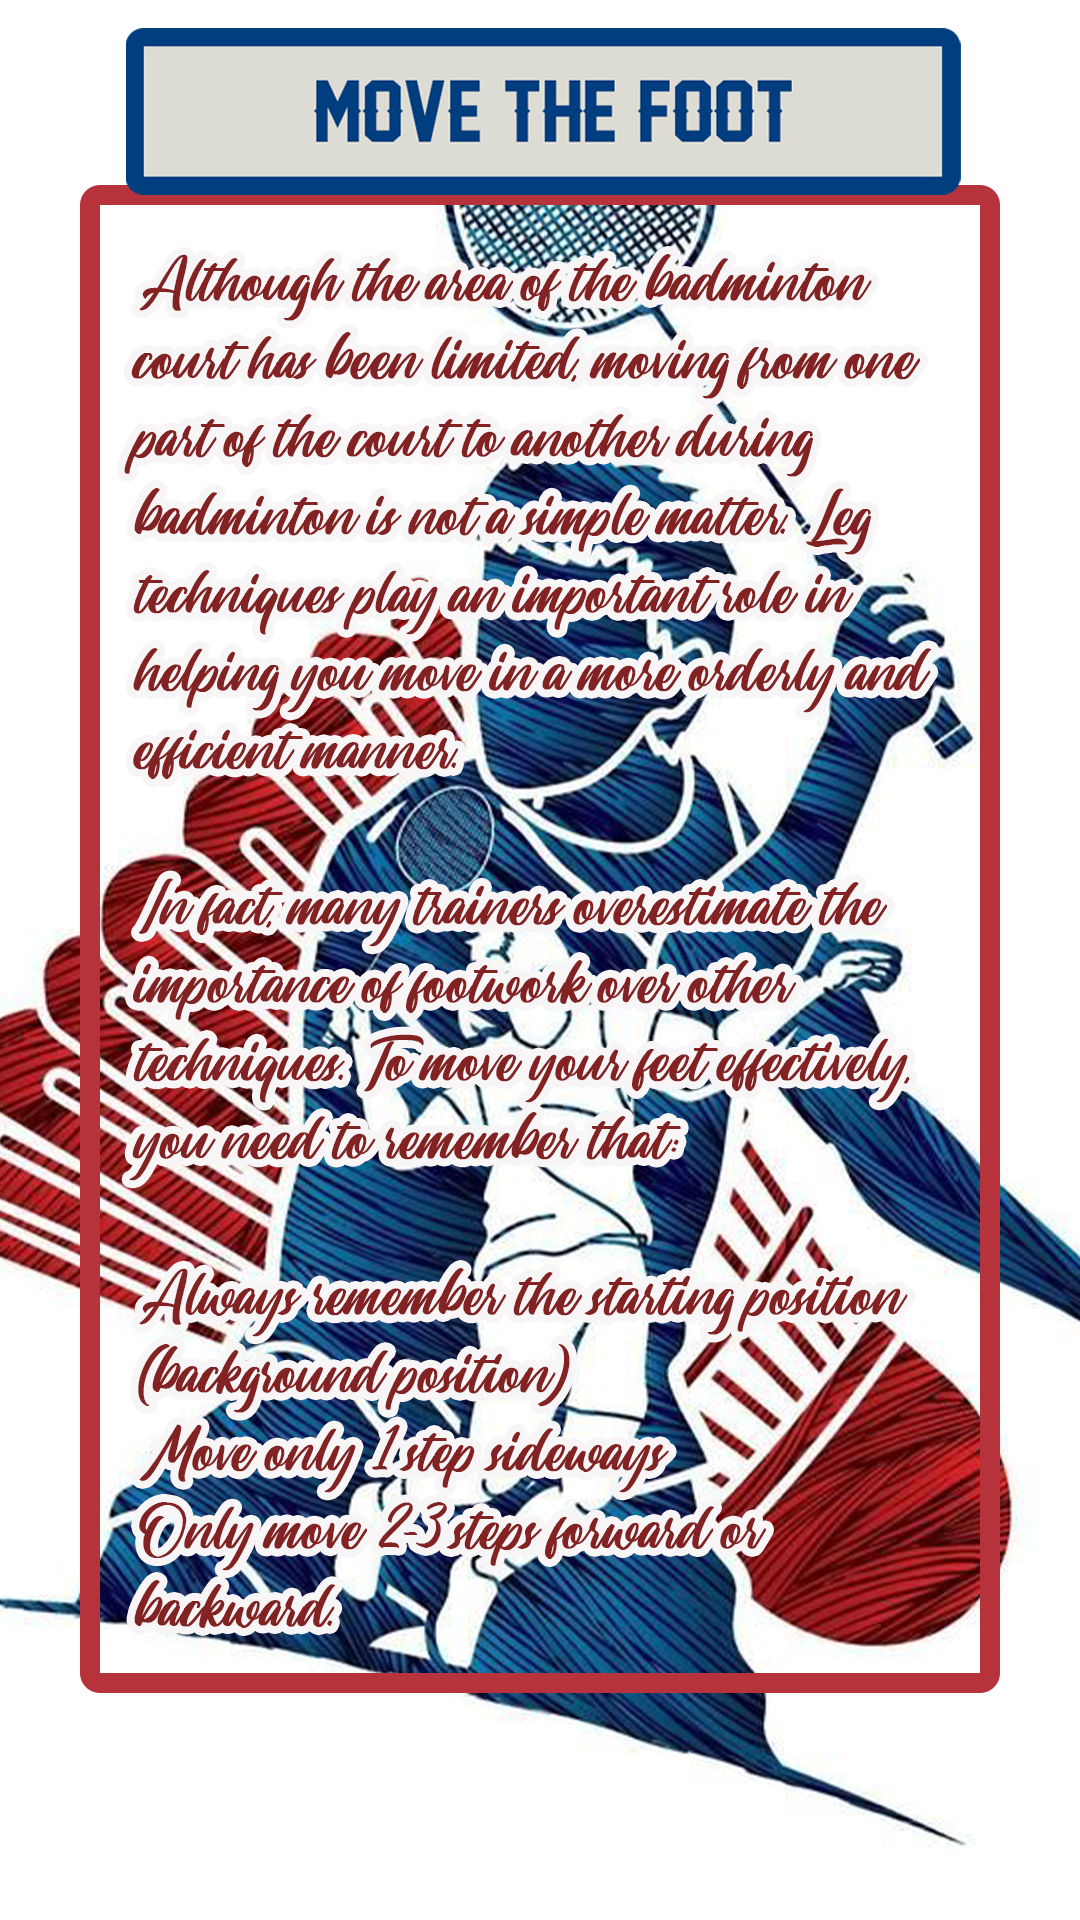 MOVE THE FOOT
Although the area of the badminton
court has been limited, moving from one
part of the court to another during
badminton is not a simple matter. Leg
techniques play an important role in
helping you move in a more orderly and
efficient manner.
In fact, many trainers overestimate the
importance of footwork over other
techniques. To move your feet effectively,
you need to remember that:
Always remember the starting position
(background position)
Move only 1 step sideways
Only move 2-3 steps forward or
backward.